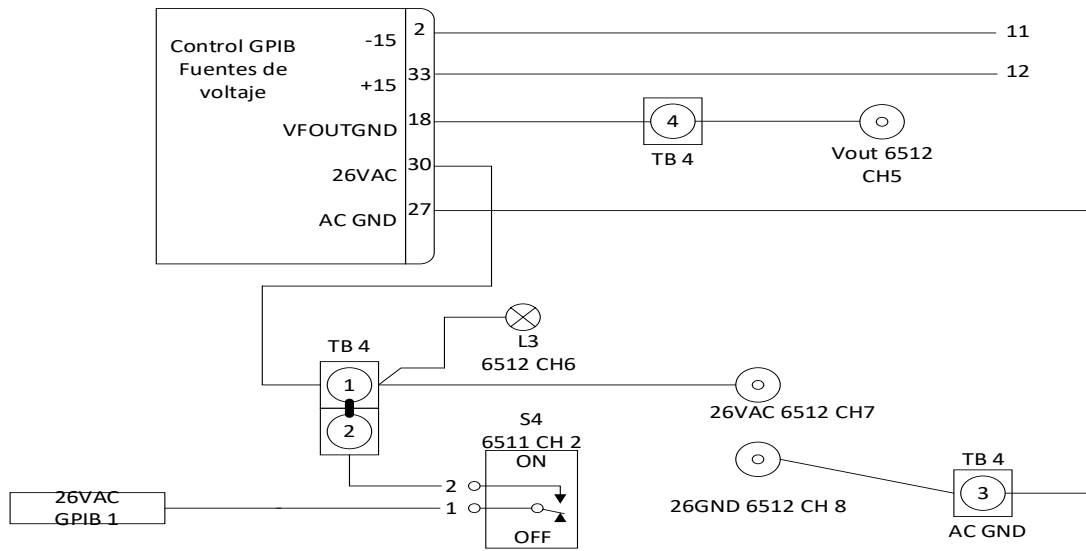 Control GPIB
Fuentes de
voltaje
-15
2
11
+15
33
12
VFOUTGND
18
4
TB 4
Vout 6512
CH5
26VAC
30
AC GND
27
L3
6512 CH6
TB 4
1
2
26VAC 6512 CH7
S4
6511 CH 2
ON
2
1
OFF
26VAC
GPIB 1
26GND 6512 CH 8
TB 4
3
AC GND